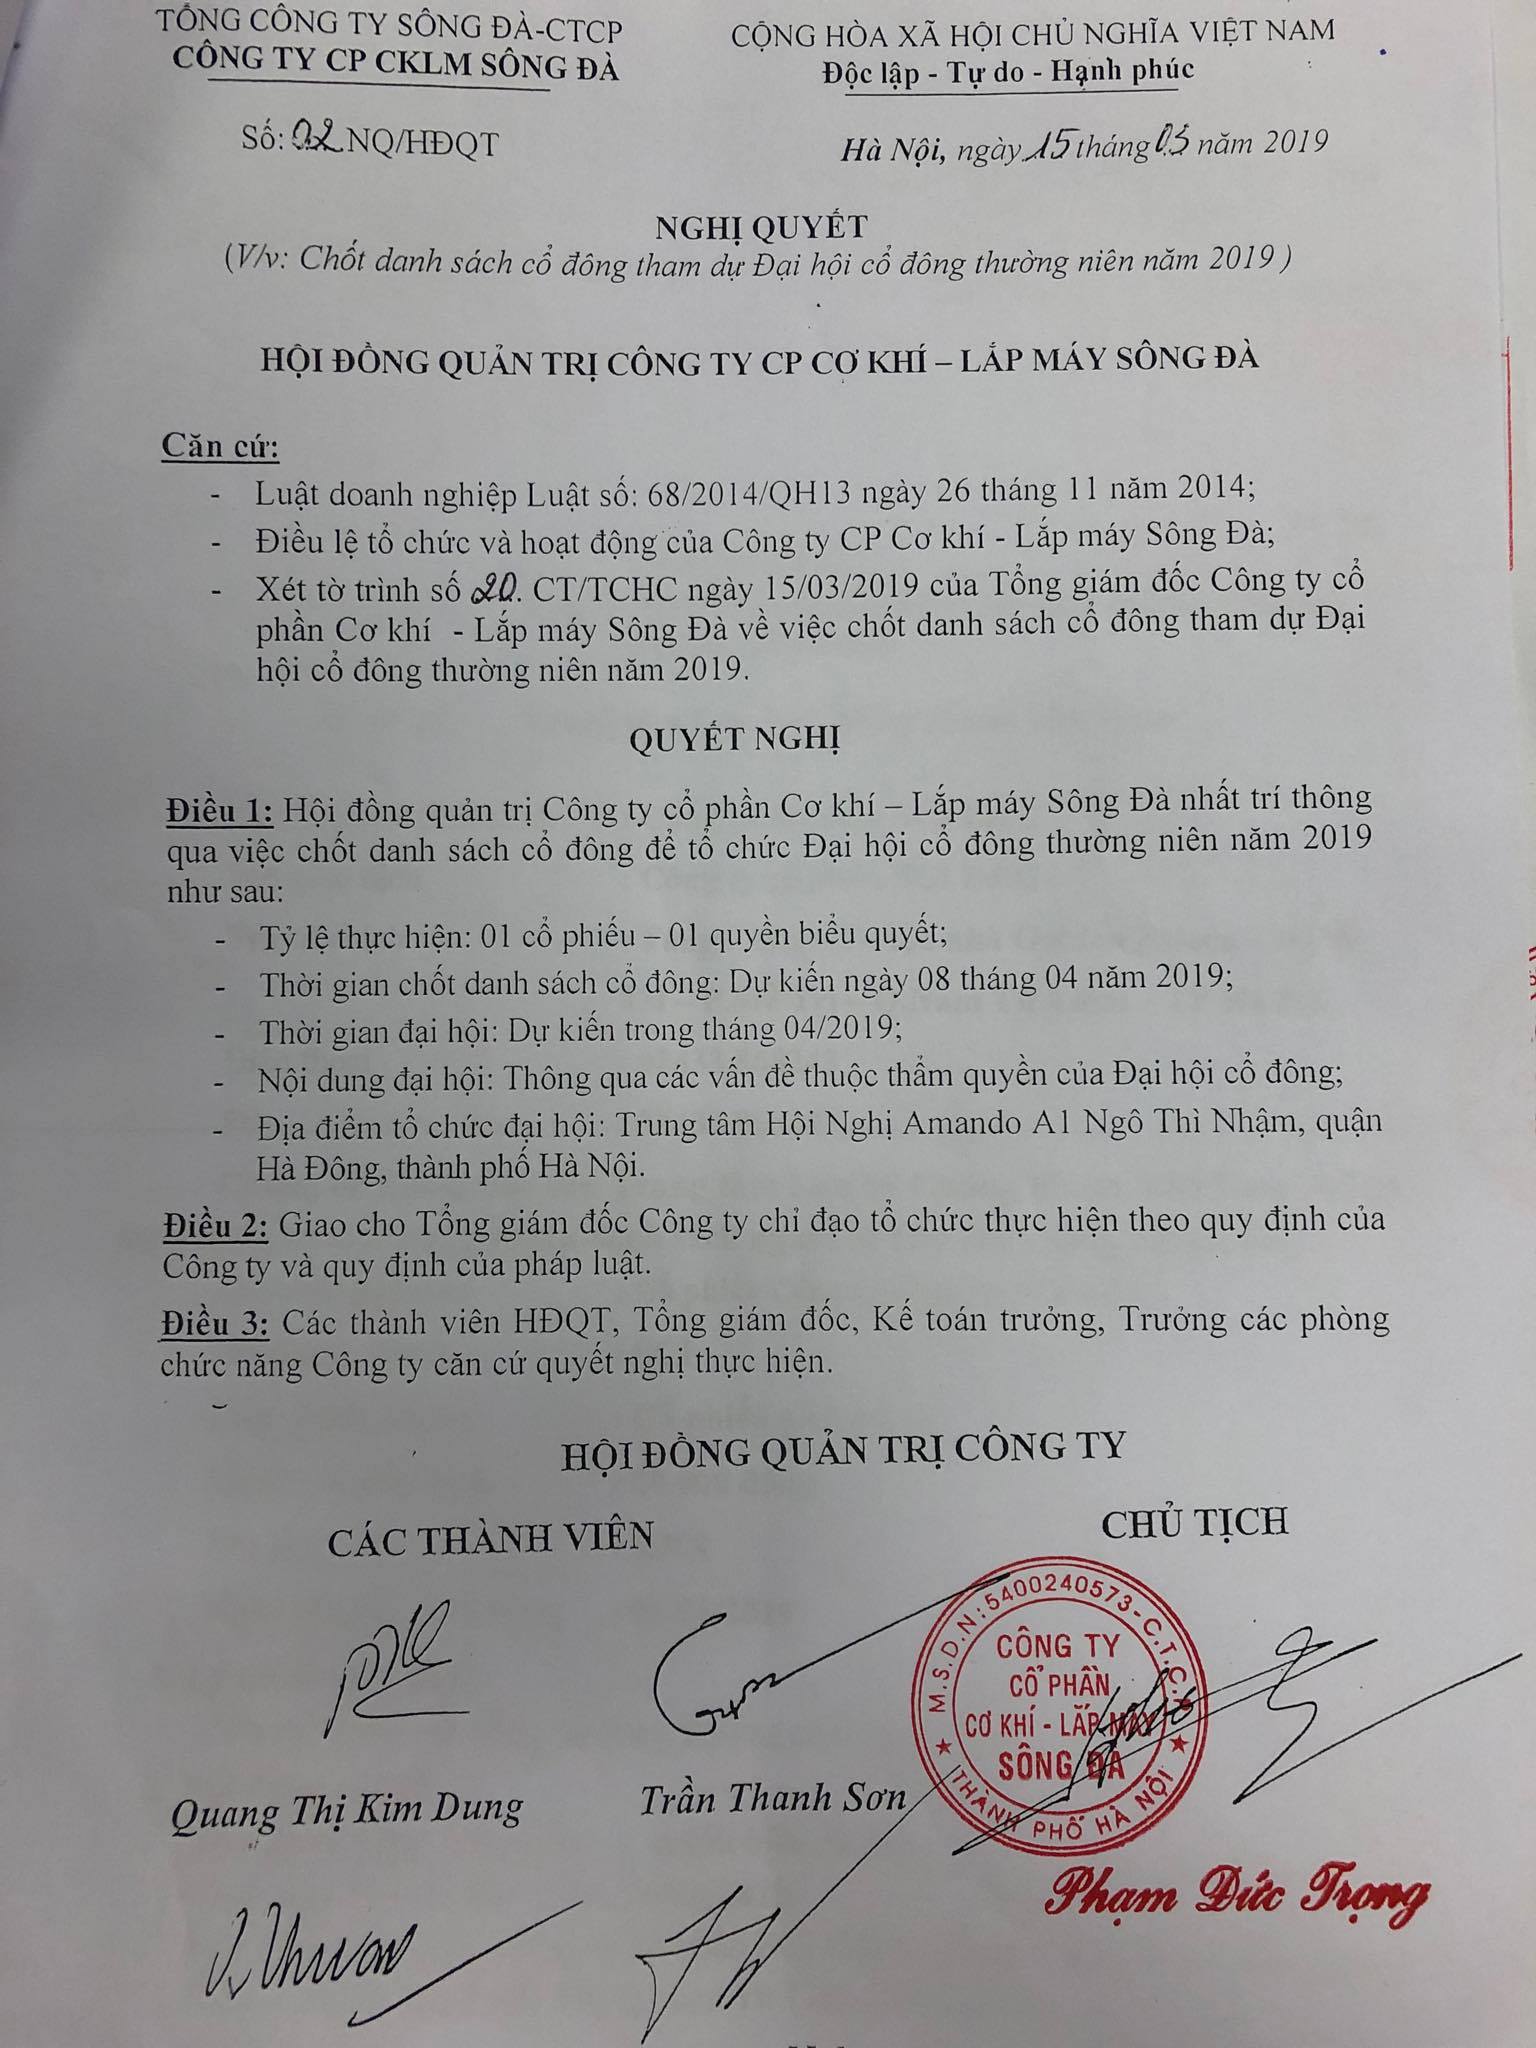 TỔNG CÔNG TY SÔNG ĐÀ-CTCP
CÔNG TY CP CKLM SÔNG ĐÀ
CỘNG HÒA XÃ HỘI CHỦ NGHĨA VIỆT NAM
Độc lập - Tự do - Hạnh phúc
Số: 02 NQ/HĐQT
Hà Nội, ngày 15 tháng 03 năm 2019
NGHỊ QUYẾT
(V/v: Chốt danh sách cổ đông tham dự Đại hội cổ đông thường niên năm 2019 )
HỘI ĐỒNG QUẢN TRỊ CÔNG TY CP CƠ KHÍ – LẮP MÁY SÔNG ĐÀ
Căn cứ:
- Luật doanh nghiệp Luật số: 68/2014/QH13 ngày 26 tháng 11 năm 2014;
- Điều lệ tổ chức và hoạt động của Công ty CP Cơ khí - Lắp máy Sông Đà;
- Xét tờ trình số 20. CT/TCHC ngày 15/03/2019 của Tổng giám đốc Công ty cổ
phần Cơ khí - Lắp máy Sông Đà về việc chốt danh sách cổ đông tham dự Đại
hội cổ đông thường niên năm 2019.
QUYẾT NGHỊ
Điều 1: Hội đồng quản trị Công ty cổ phần Cơ khí – Lắp máy Sông Đà nhất trí thông
qua việc chốt danh sách cổ đông để tổ chức Đại hội cổ đông thường niên năm 2019
như sau:
- Tỷ lệ thực hiện: 01 cổ phiếu – 01 quyền biểu quyết;
- Thời gian chốt danh sách cổ đông: Dự kiến ngày 08 tháng 04 năm 2019;
- Thời gian đại hội: Dự kiến trong tháng 04/2019;
- Nội dung đại hội: Thông qua các vấn đề thuộc thẩm quyền của Đại hội cổ đông;
- Địa điểm tổ chức đại hội: Trung tâm Hội Nghị Amando A1 Ngô Thì Nhậm, quận
Hà Đông, thành phố Hà Nội.
Điều 2: Giao cho Tổng giám đốc Công ty chỉ đạo tổ chức thực hiện theo quy định của
Công ty và quy định của pháp luật.
Điều 3: Các thành viên HĐQT, Tổng giám đốc, Kế toán trưởng, Trưởng các phòng
chức năng Công ty căn cứ quyết nghị thực hiện.
HỘI ĐỒNG QUẢN TRỊ CÔNG TY
CÁC THÀNH VIÊN
CHỦ TỊCH
M.S.D.N: 5400240573-C.T.C.P
CÔNG TY
CỔ PHẦN
CƠ KHÍ - LẮP MÁY
SÔNG ĐÀ
THÀNH PHỐ HÀ NỘI
Quang Thị Kim Dung
Trần Thanh Sơn
Phạm Đức Trọng